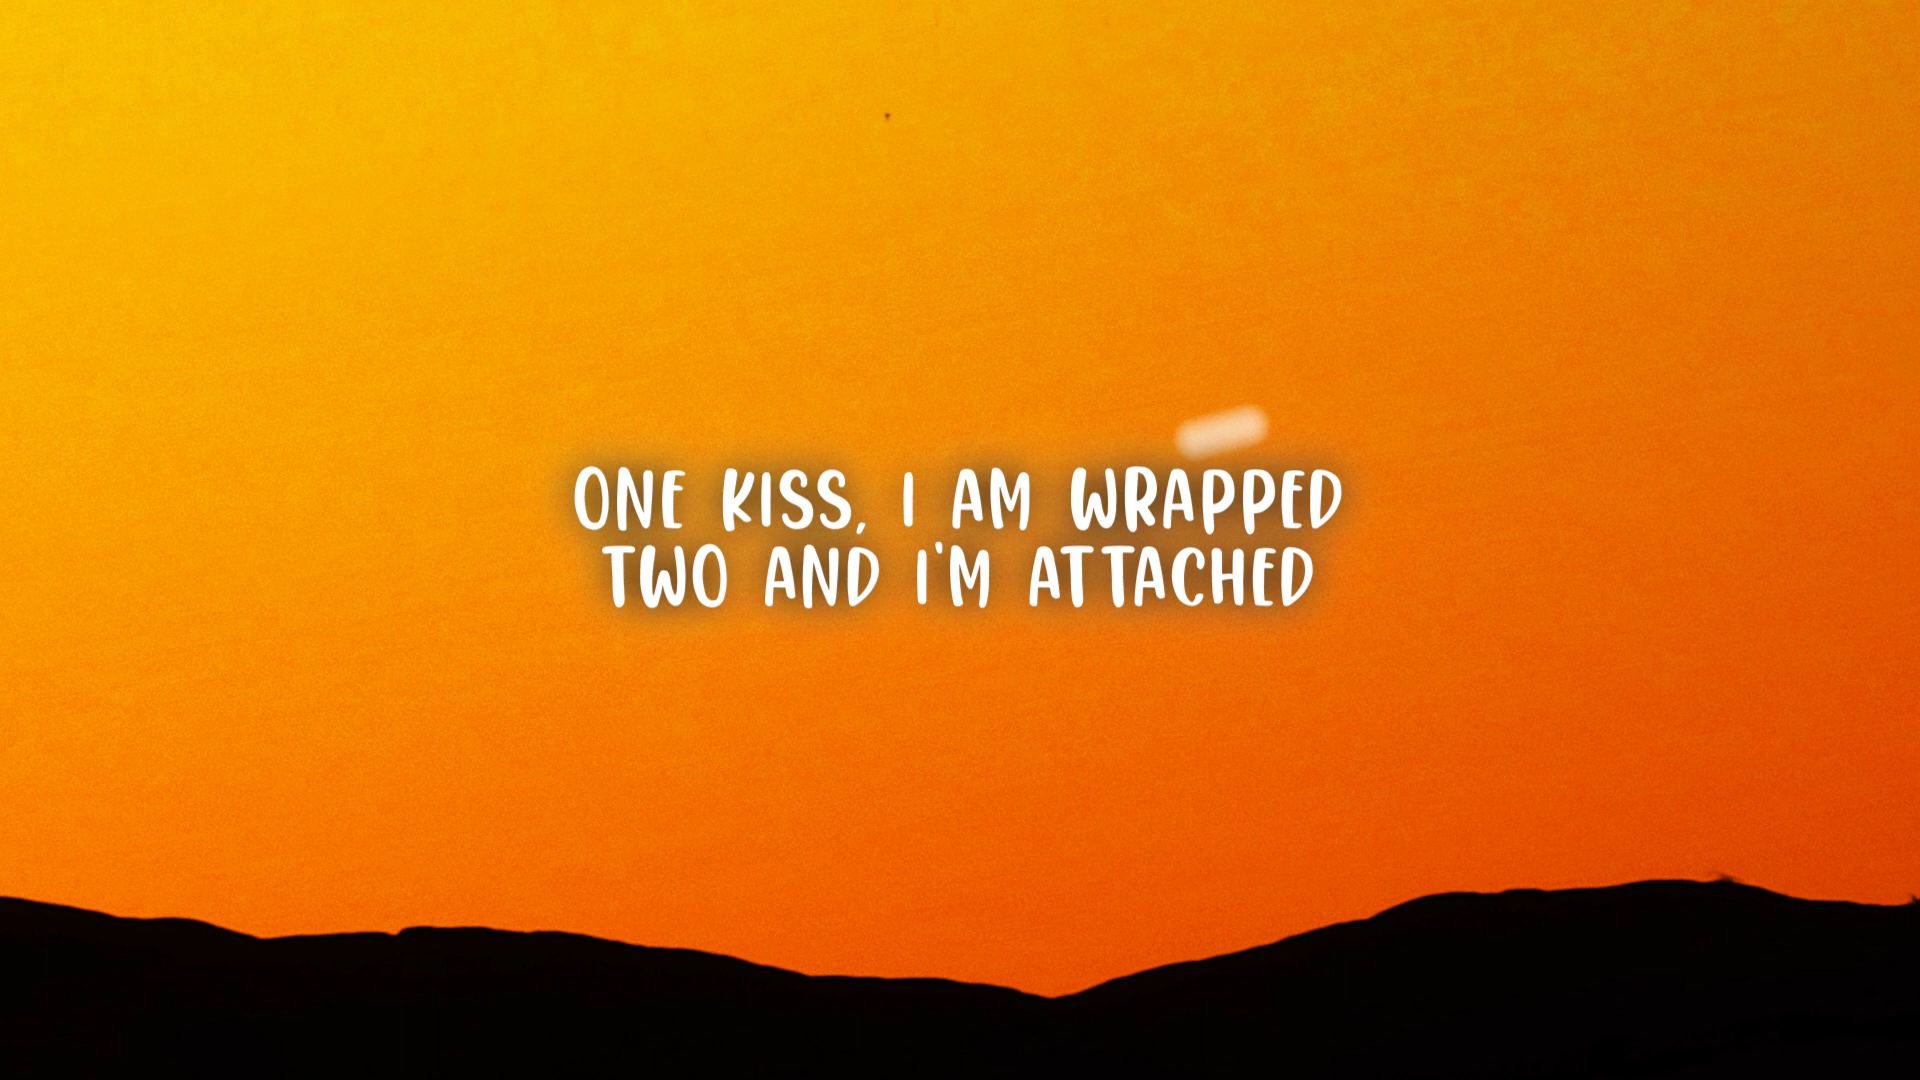 ONE KISS, I AM WRAPPED
TWO AND I'M ATTACHED